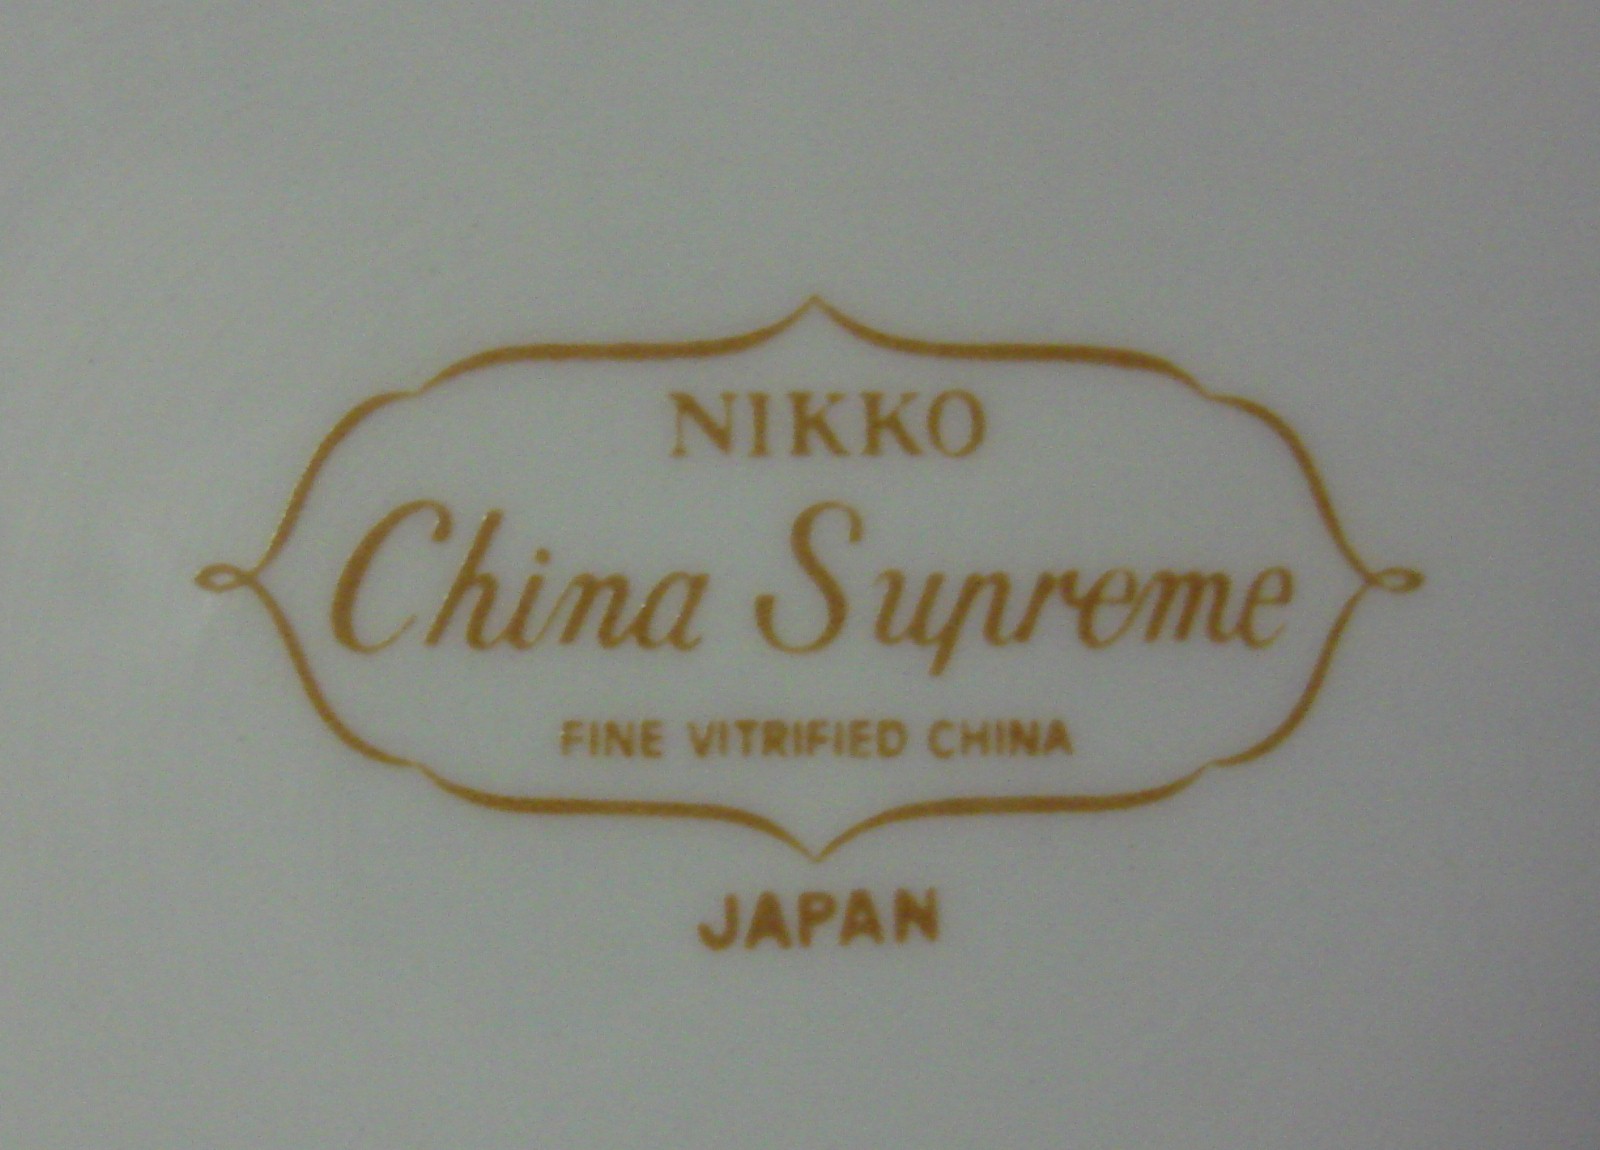 NIKKO
China Supreme
FINE VITRIFIED CHINA
JAPAN